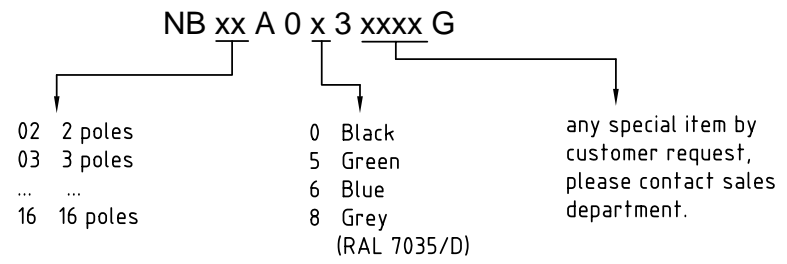 NB xx A 0 x 3 xxxx G
02 2 poles
03 3 poles
... ...
16 16 poles
0 Black
5 Green
6 Blue
8 Grey
(RAL 7035/D)
any special item by
customer request,
please contact sales
department.